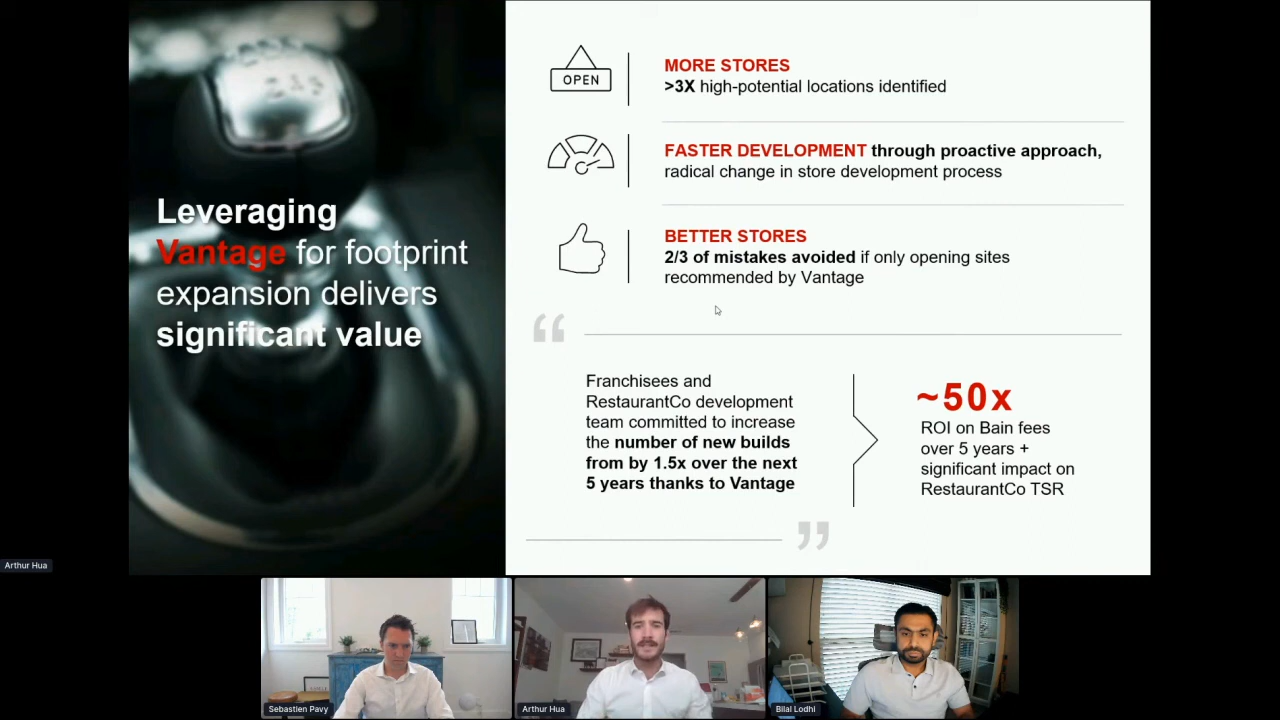 Leveraging
Vantage for footprint
expansion delivers
significant value
OPEN
MORE STORES
>3X high-potential locations identified
FASTER DEVELOPMENT through proactive approach,
radical change in store development process
BETTER STORES
2/3 of mistakes avoided if only opening sites
recommended by Vantage
“
Franchisees and
RestaurantCo development
team committed to increase
the number of new builds
from by 1.5x over the next
5 years thanks to Vantage
~50x
ROI on Bain fees
over 5 years +
significant impact on
RestaurantCo TSR
”
Arthur Hua
Sebastien Pavy
Arthur Hua
Bilal Lodhi